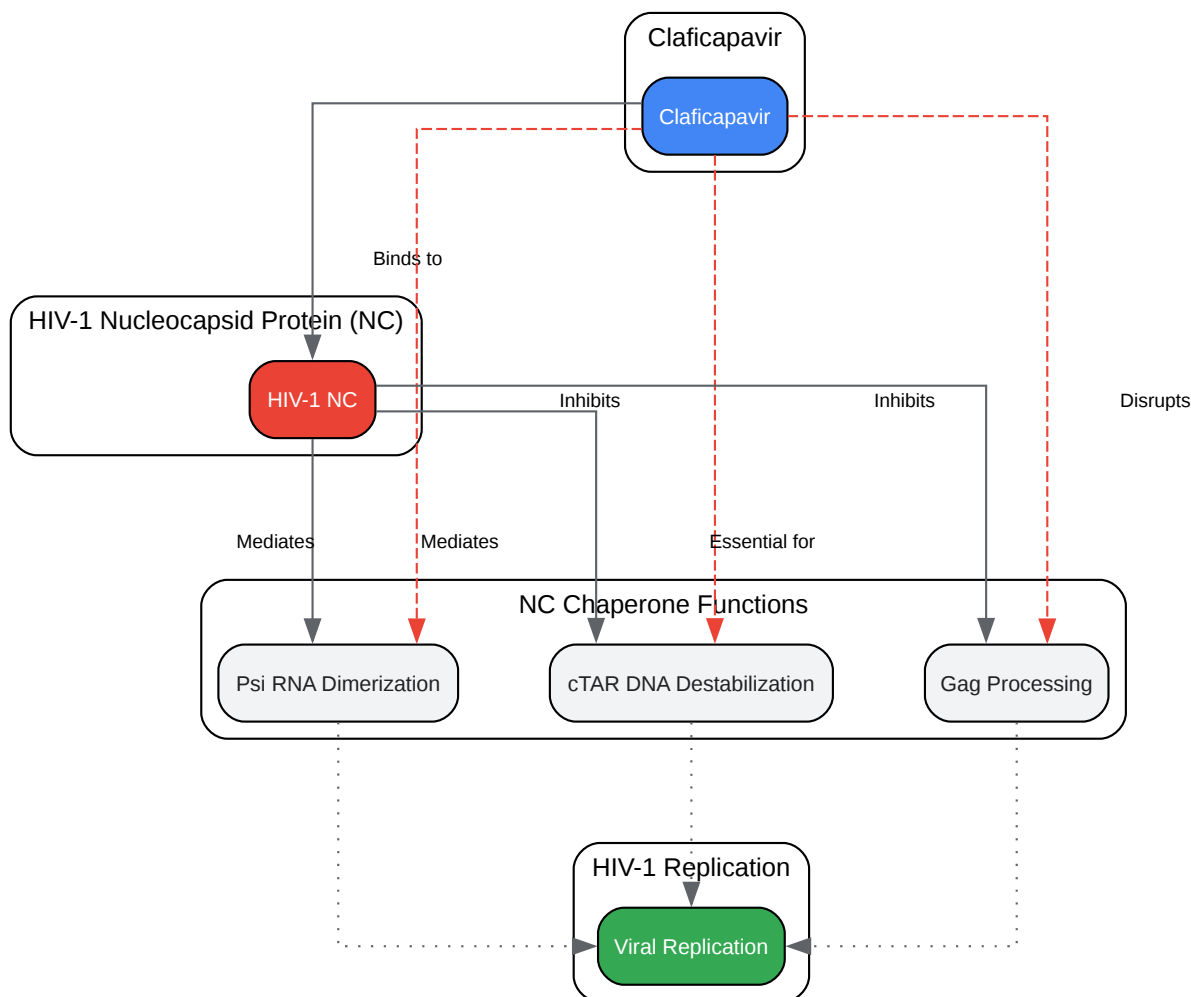 Claficapavir
Claficapavir
Binds to
HIV-1 Nucleocapsid Protein (NC)
HIV-1 NC
Inhibits
Inhibits
Disrupts
Mediates
Mediates
Essential for
NC Chaperone Functions
Psi RNA Dimerization
cTAR DNA Destabilization
Gag Processing
HIV-1 Replication
Viral Replication